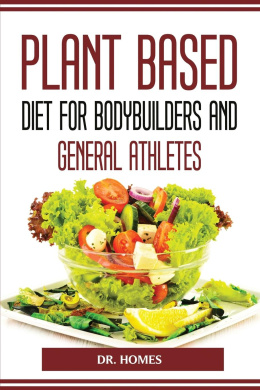 PLANT BASED
DIET FOR BODYBUILDERS AND
GENERAL ATHLETES
DR. HOMES